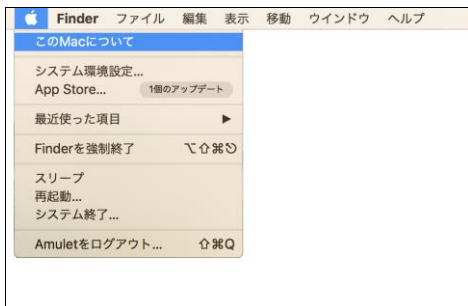 Finder ファイル 編集 表示 移動 ウインドウ ヘルプ
このMacについて
システム環境設定...
App Store... 1個のアップデート
最近使った項目 ▶
Finderを強制終了 ⌥⇧⌘⎋
スリープ
再起動...
システム終了...
Amuletをログアウト... ⇧⌘Q